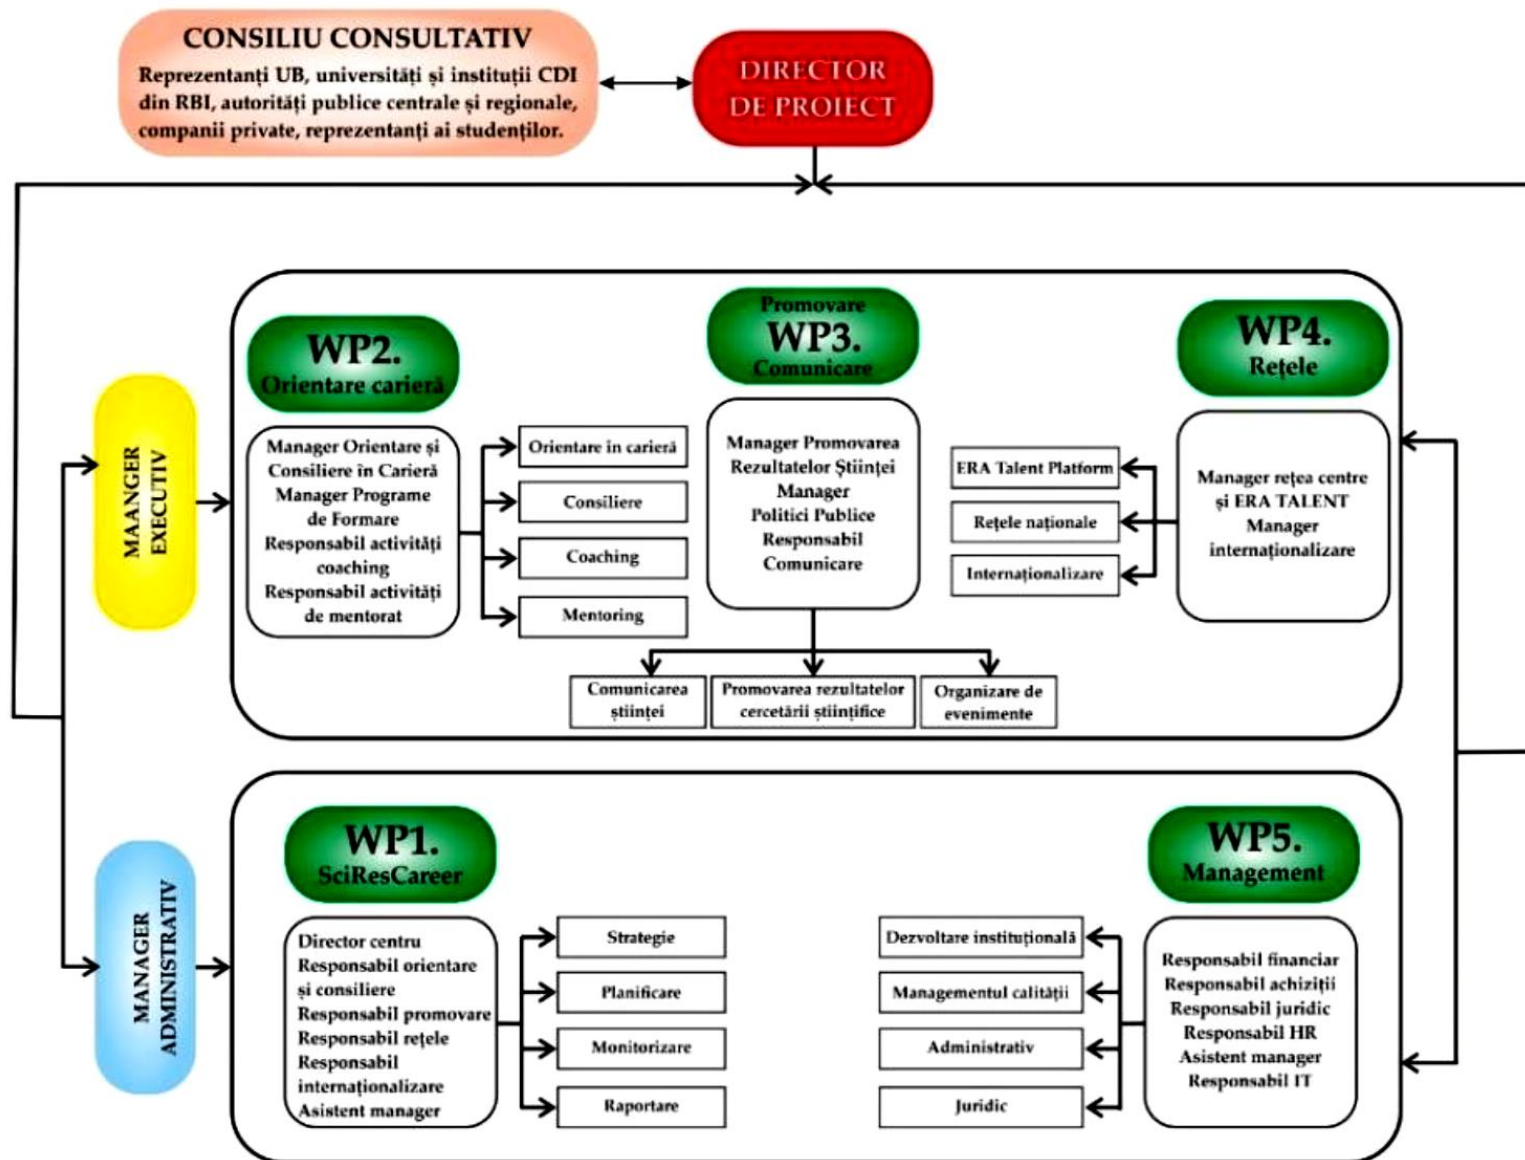 CONSILIU CONSULTATIV
Reprezentanți UB, universități și instituții CDI
din RBI, autorități publice centrale și regionale,
companii private, reprezentanți ai studenților.
DIRECTOR
DE PROIECT
MAANGER
EXECUTIV
WP2.
Orientare carieră
Manager Orientare și
Consiliere în Carieră
Manager Programe
de Formare
Responsabil activități
coaching
Responsabil activități
de mentorat
Orientare în carieră
Consiliere
Coaching
Mentoring
Promovare
WP3.
Comunicare
Manager Promovarea
Rezultatelor Științei
Manager
Politici Publice
Responsabil
Comunicare
Comunicarea
științei
Promovarea rezultatelor
cercetării științifice
Organizare de
evenimente
WP4.
Rețele
ERA Talent Platform
Rețele naționale
Internaționalizare
Manager rețea centre
și ERA TALENT
Manager
internaționalizare
MANAGER
ADMINISTRATIV
WP1.
SciResCareer
Director centru
Responsabil orientare
și consiliere
Responsabil promovare
Responsabil rețele
Responsabil
internaționalizare
Asistent manager
Strategie
Planificare
Monitorizare
Raportare
WP5.
Management
Dezvoltare instituțională
Managementul calității
Administrativ
Juridic
Responsabil financiar
Responsabil achiziții
Responsabil juridic
Responsabil HR
Asistent manager
Responsabil IT